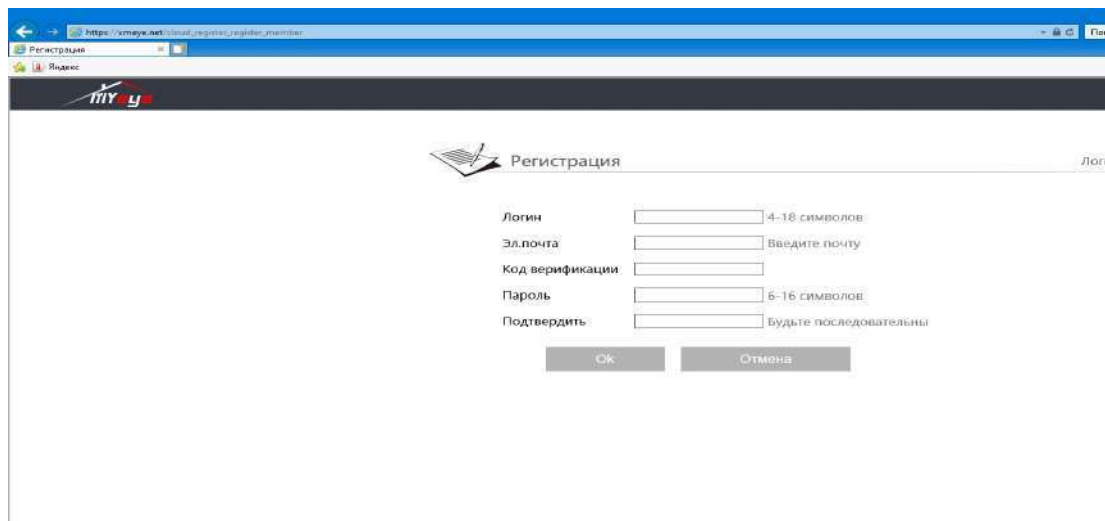 https://xmeye.net/cloud_register_register_member
Регистрация
Яндекс
MYeye
Регистрация
Логин 4-18 символов
Эл.почта Введите почту
Код верификации
Пароль 6-16 символов
Подтвердить Будьте последовательны
Ok Отмена